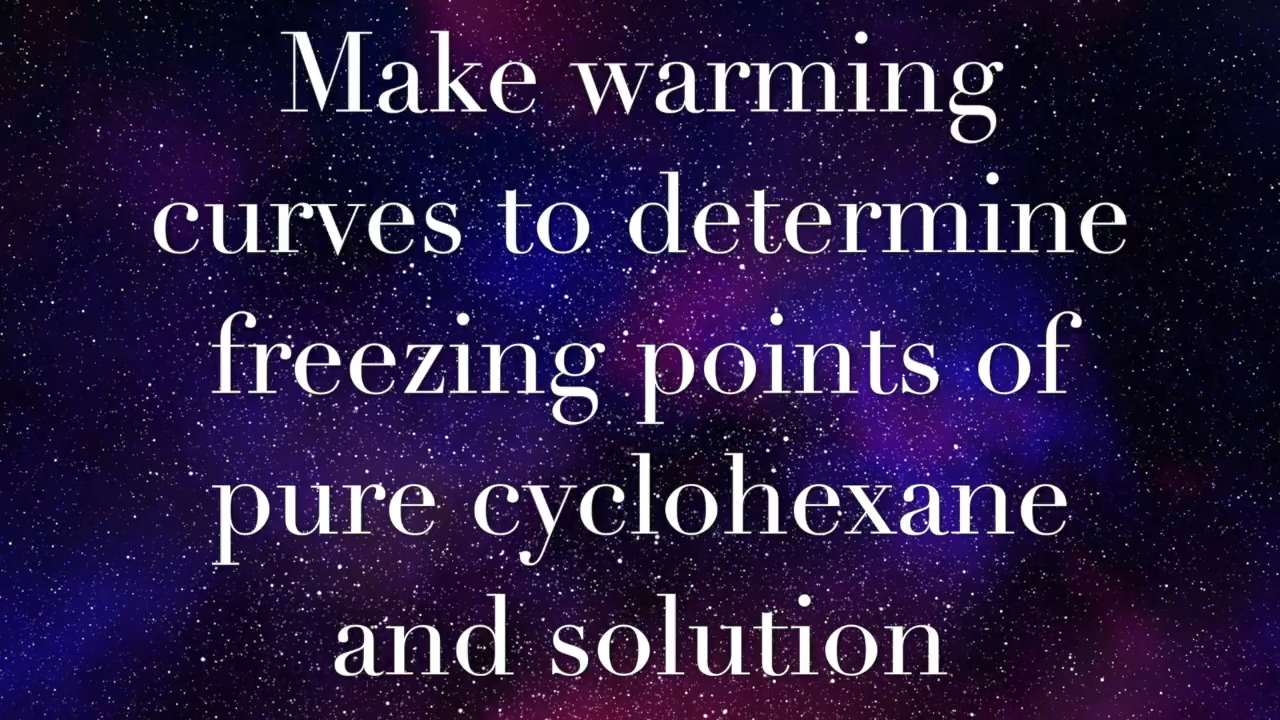 Make warming
curves to determine
freezing points of
pure cyclohexane
and solution